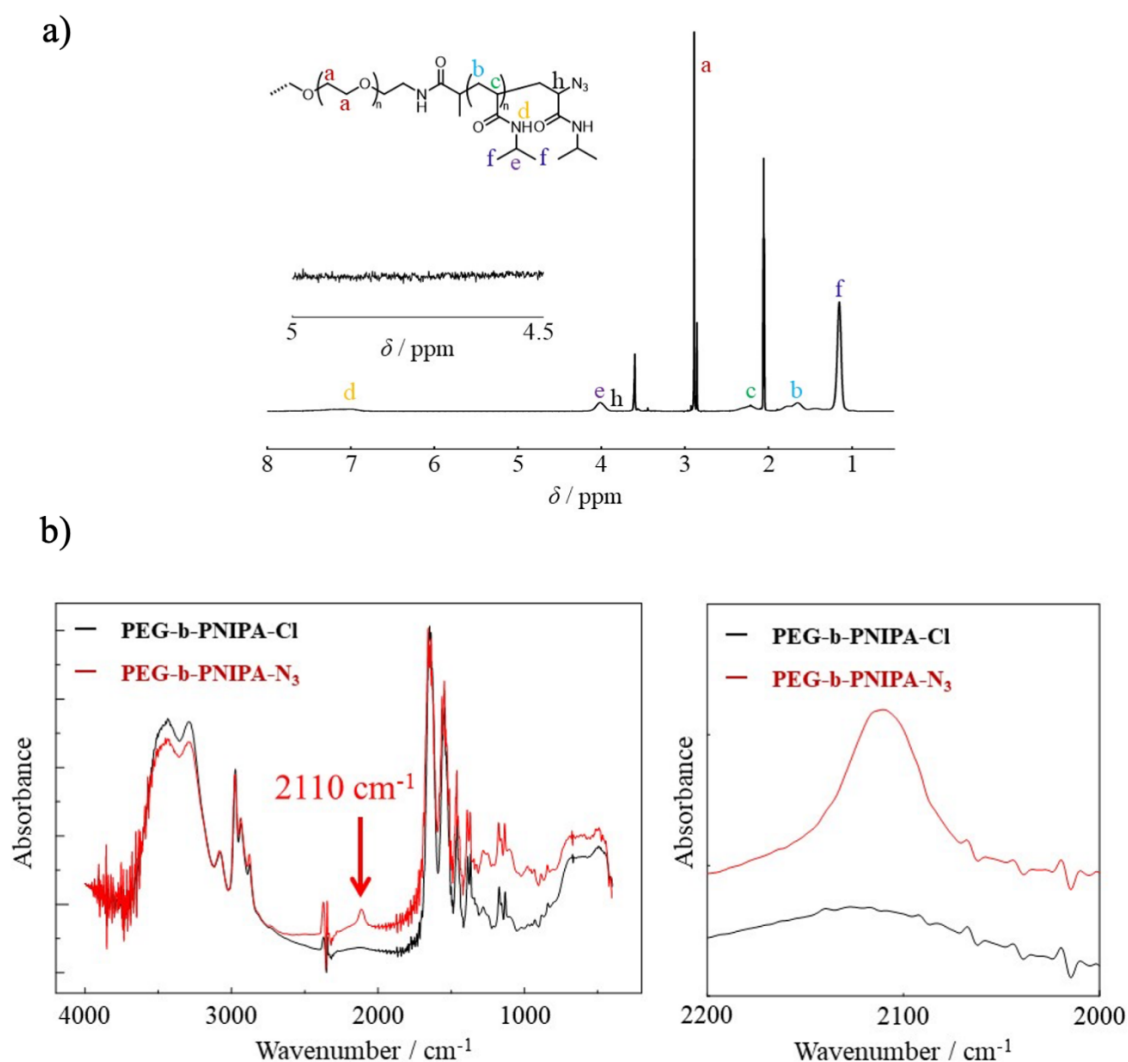 a)
a
a
O
O
n
N
H
O
b
c
n
d
O
NH
f
e
f
h
N₃
O
NH
a
5
4.5
δ / ppm
d
e
h
c
b
f
8
7
6
5
4
3
2
1
δ / ppm
b)
PEG-b-PNIPA-Cl
PEG-b-PNIPA-N₃
2110 cm⁻¹
Absorbance
4000
3000
2000
1000
Wavenumber / cm⁻¹
PEG-b-PNIPA-Cl
PEG-b-PNIPA-N₃
Absorbance
2200
2100
2000
Wavenumber / cm⁻¹